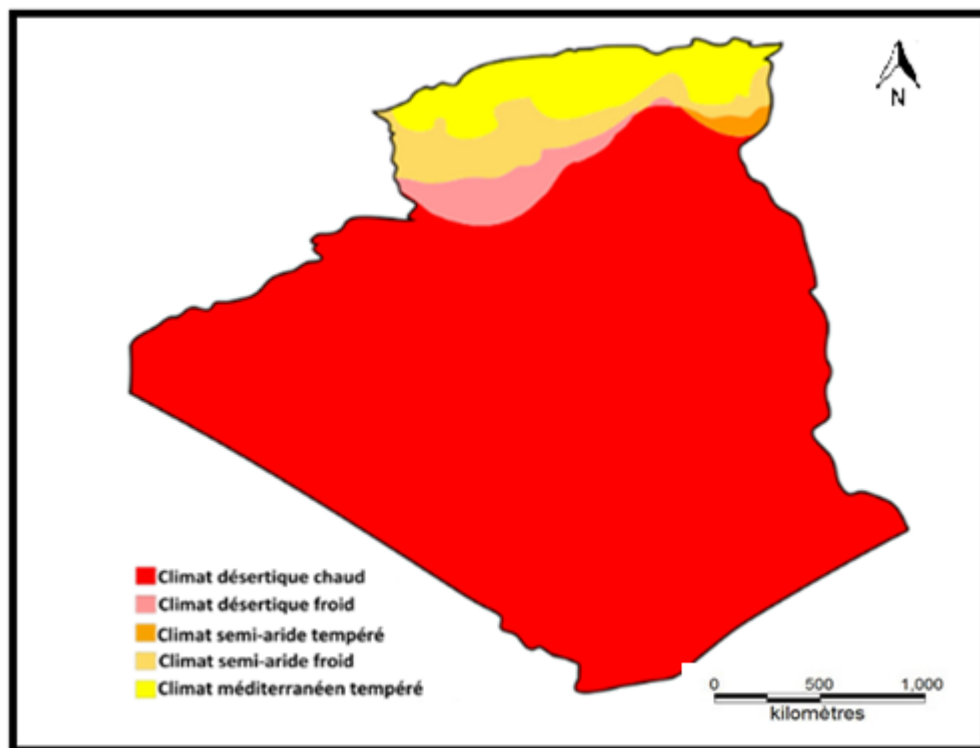 N
Climat désertique chaud
Climat désertique froid
Climat semi-aride tempéré
Climat semi-aride froid
Climat méditerranéen tempéré
0 500 1,000
kilomètres